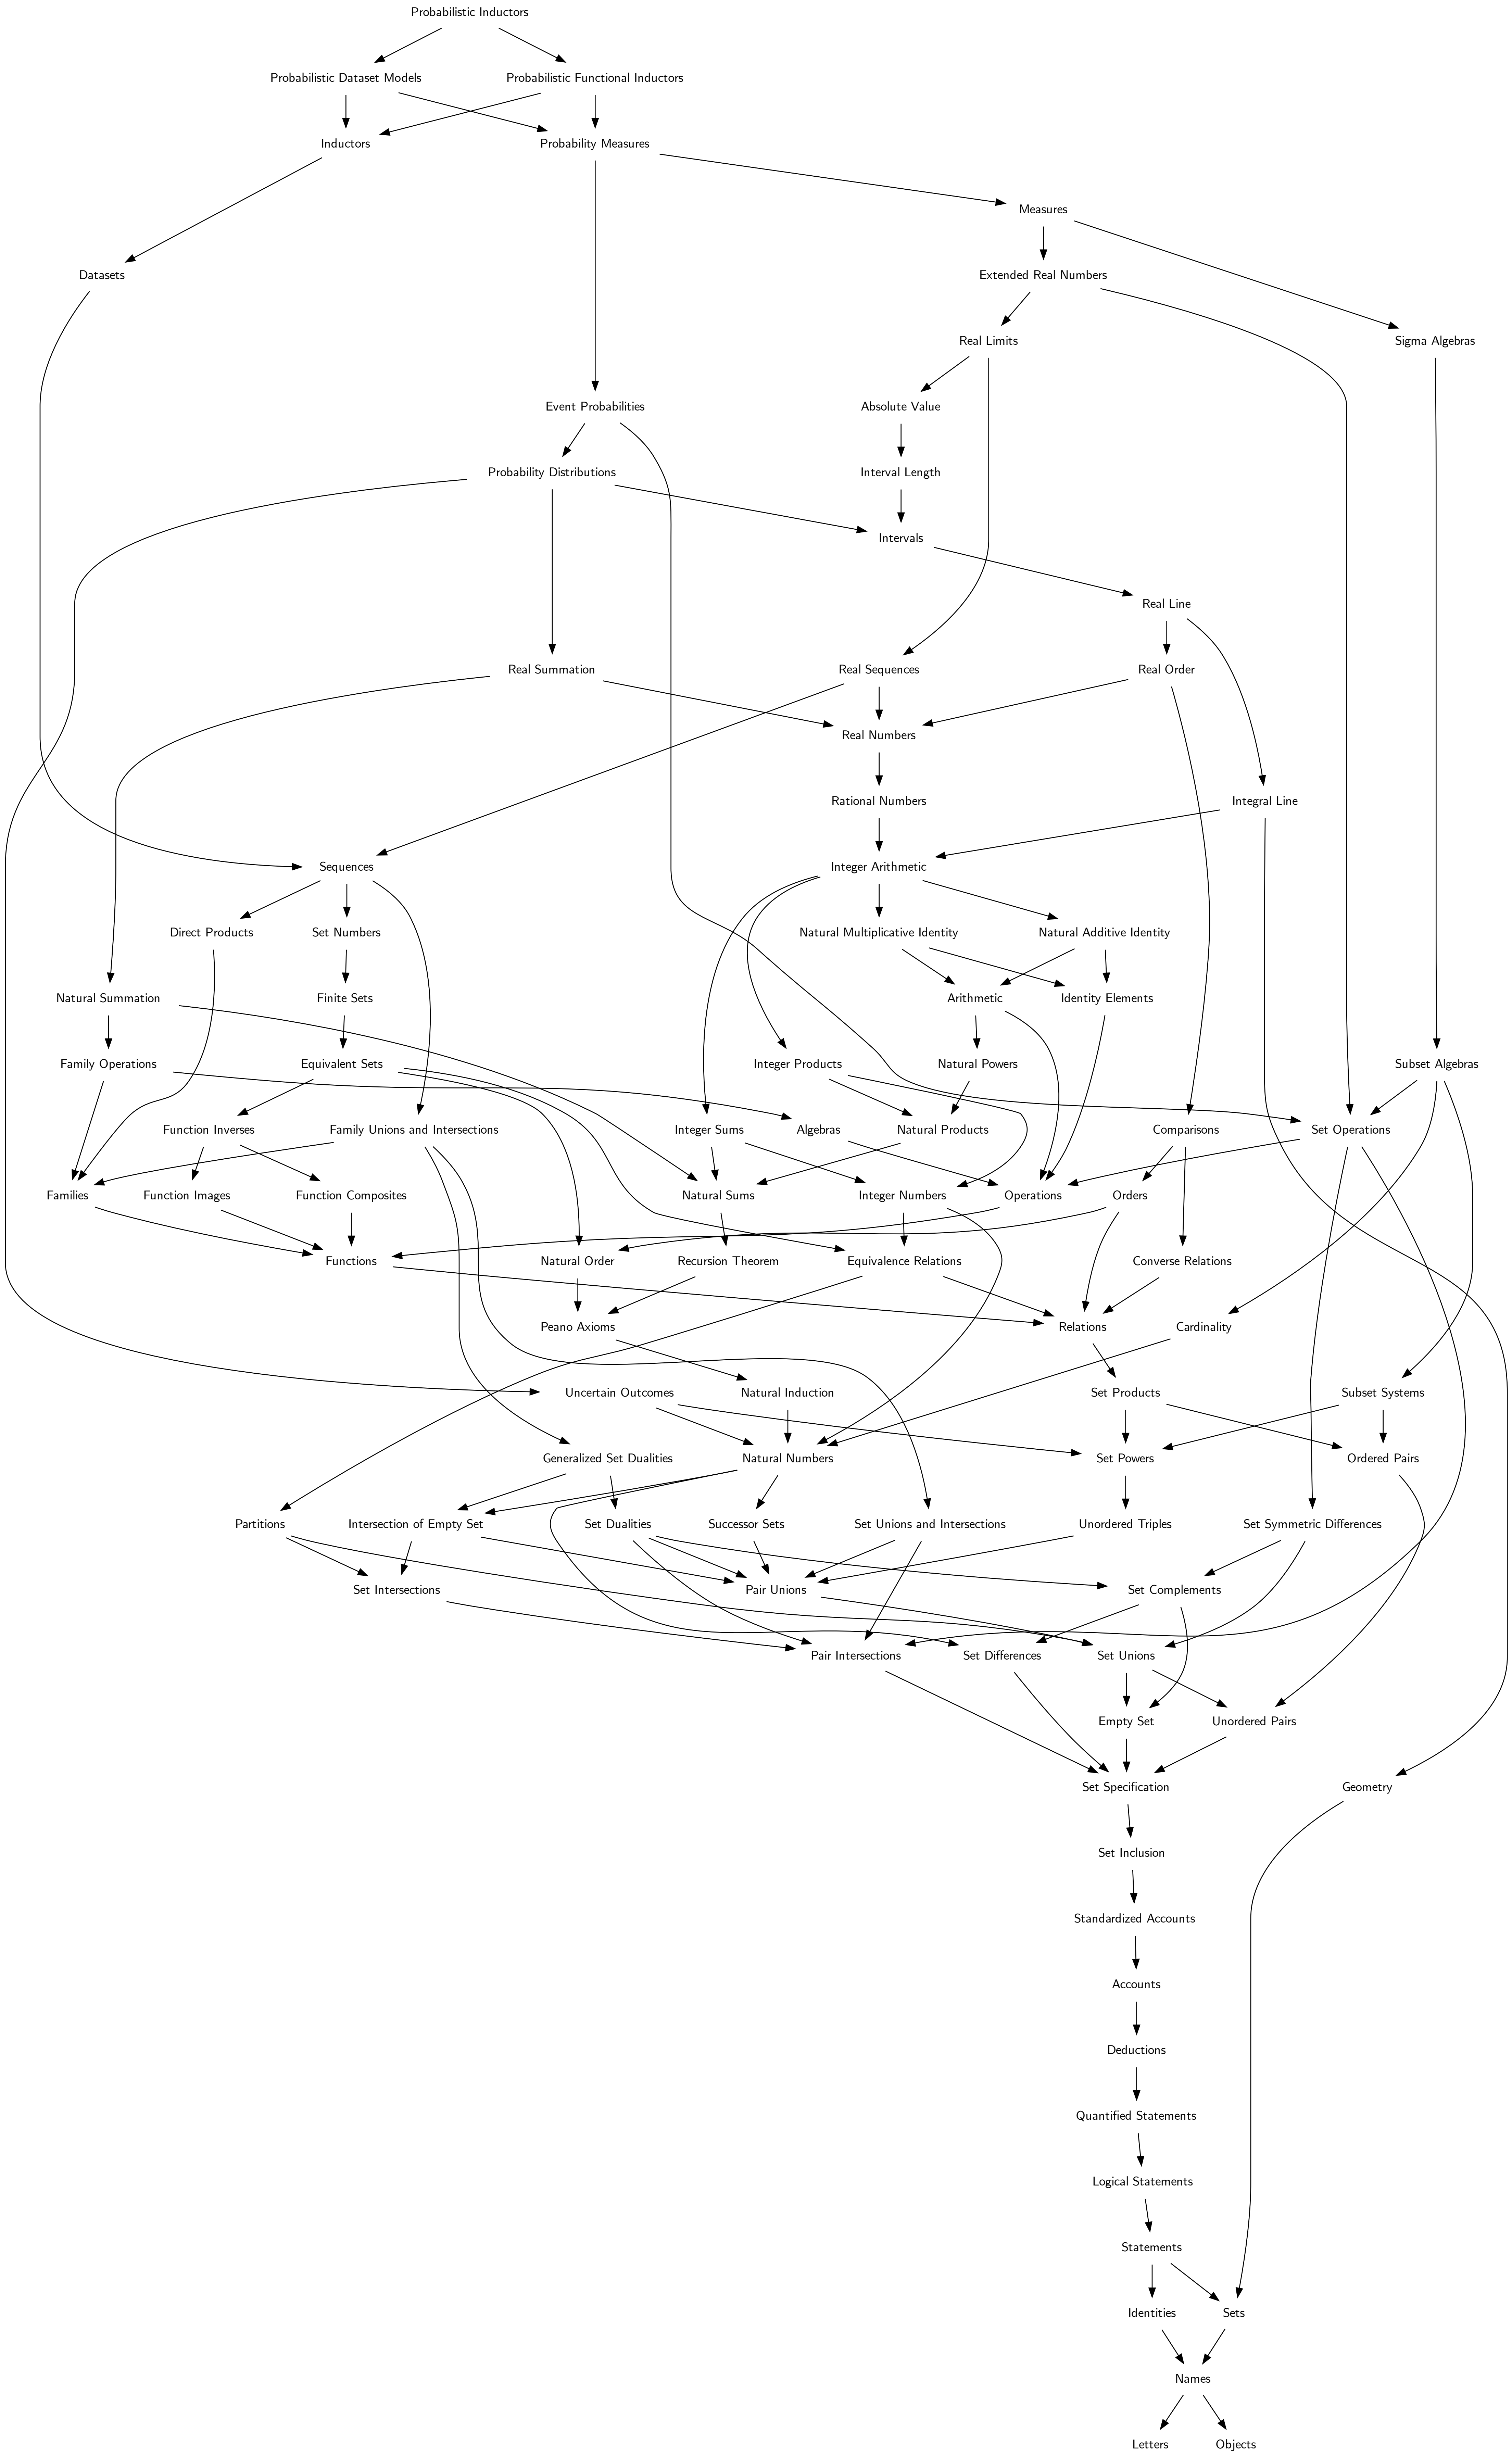 Probabilistic Inductors
Probabilistic Dataset Models
Probabilistic Functional Inductors
Inductors
Probability Measures
Measures
Datasets
Extended Real Numbers
Real Limits
Sigma Algebras
Event Probabilities
Absolute Value
Probability Distributions
Interval Length
Intervals
Real Line
Real Summation
Real Sequences
Real Order
Real Numbers
Rational Numbers
Integral Line
Sequences
Integer Arithmetic
Direct Products
Set Numbers
Natural Multiplicative Identity
Natural Additive Identity
Natural Summation
Finite Sets
Arithmetic
Identity Elements
Family Operations
Equivalent Sets
Integer Products
Natural Powers
Subset Algebras
Function Inverses
Family Unions and Intersections
Integer Sums
Algebras
Natural Products
Comparisons
Set Operations
Families
Function Images
Function Composites
Natural Sums
Integer Numbers
Operations
Orders
Functions
Natural Order
Recursion Theorem
Equivalence Relations
Converse Relations
Peano Axioms
Relations
Cardinality
Uncertain Outcomes
Natural Induction
Set Products
Subset Systems
Generalized Set Dualities
Natural Numbers
Set Powers
Ordered Pairs
Partitions
Intersection of Empty Set
Set Dualities
Successor Sets
Set Unions and Intersections
Unordered Triples
Set Symmetric Differences
Set Intersections
Pair Unions
Set Complements
Pair Intersections
Set Differences
Set Unions
Empty Set
Unordered Pairs
Set Specification
Geometry
Set Inclusion
Standardized Accounts
Accounts
Deductions
Quantified Statements
Logical Statements
Statements
Identities
Sets
Names
Letters
Objects